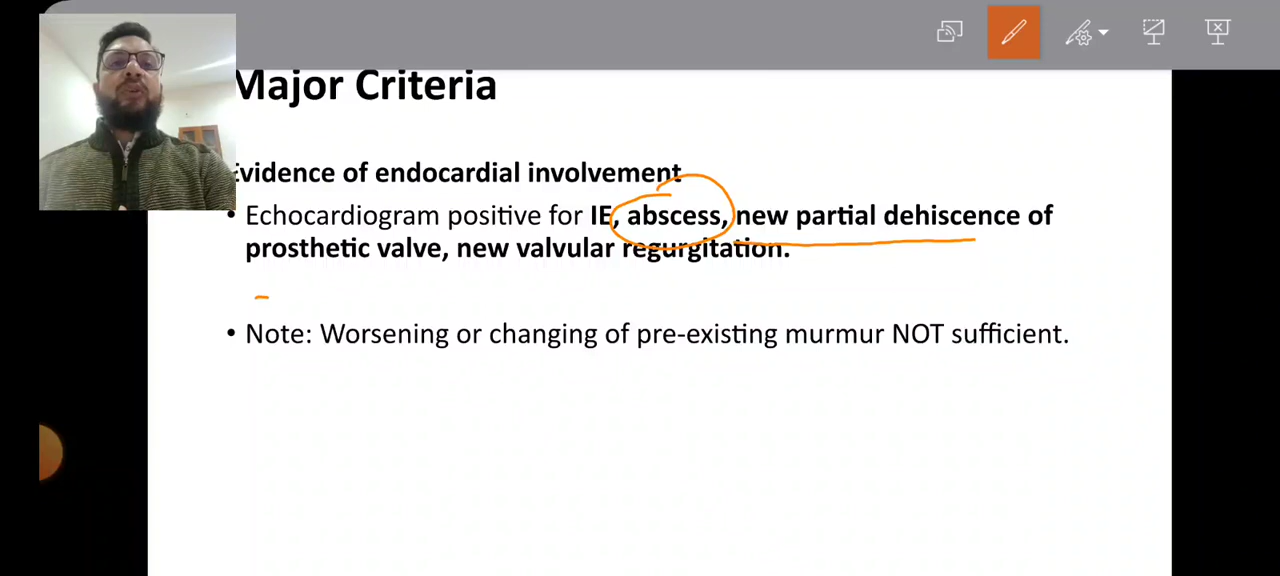 Major Criteria
Evidence of endocardial involvement
• Echocardiogram positive for IE, abscess, new partial dehiscence of
prosthetic valve, new valvular regurgitation.
• Note: Worsening or changing of pre-existing murmur NOT sufficient.